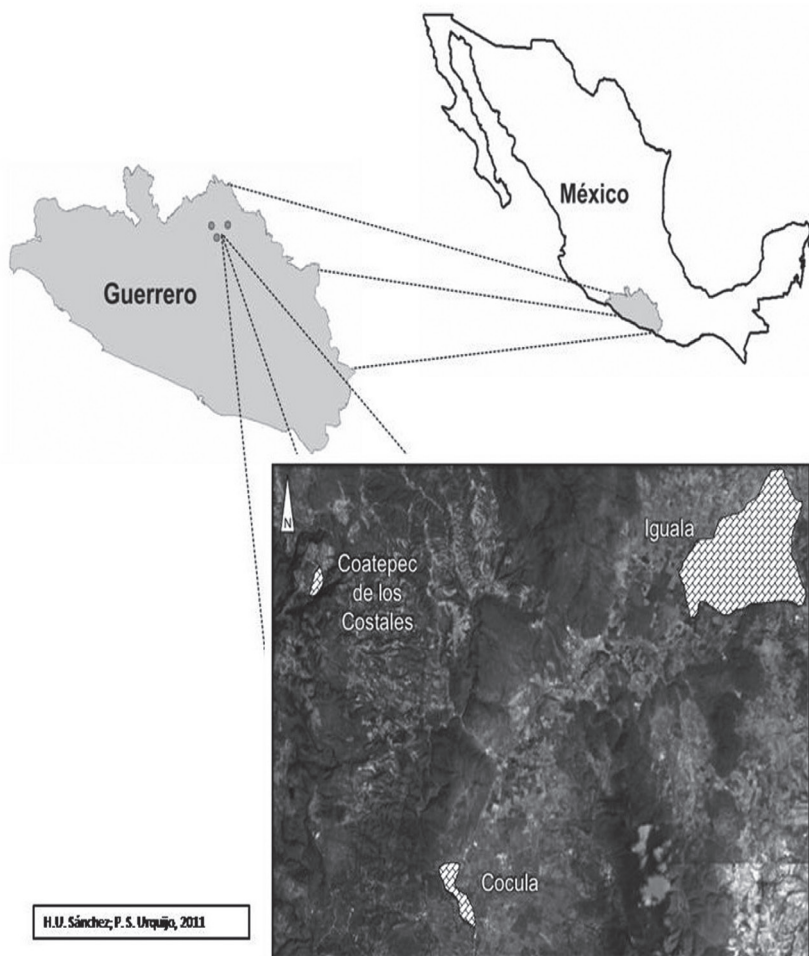 México
Guerrero
N
Iguala
Coatepec
de los
Costales
Cocula
H.U. Sánchez; P. S. Urquijo, 2011